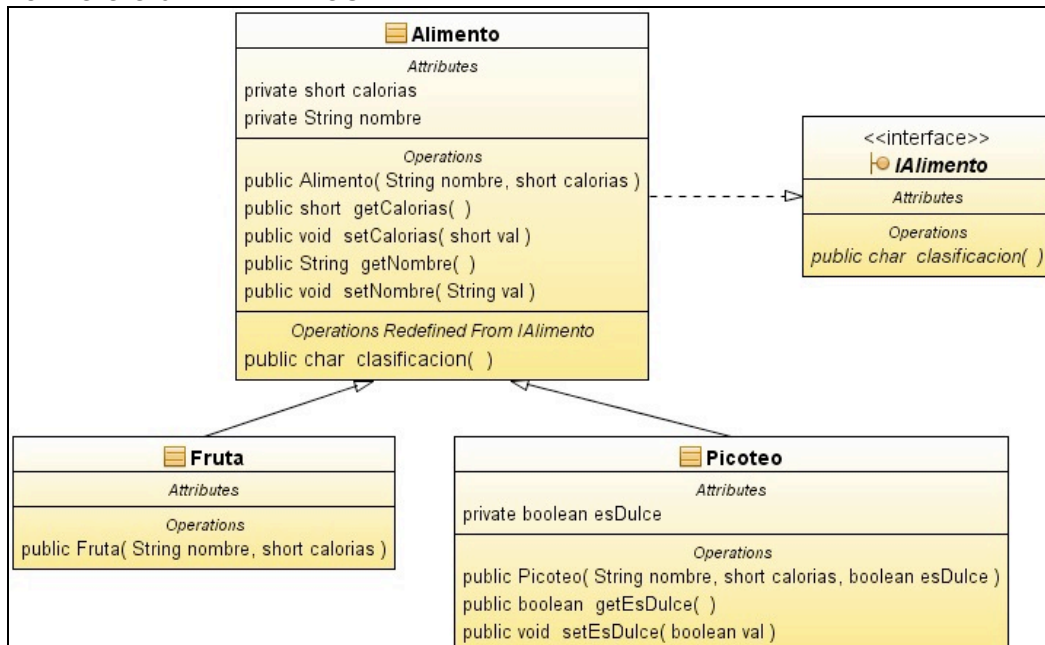 Alimento
Attributes
private short calorias
private String nombre
Operations
public Alimento( String nombre, short calorias )
public short getCalorias( )
public void setCalorias( short val )
public String getNombre( )
public void setNombre( String val )
Operations Redefined From IAlimento
public char clasificacion( )
<<interface>>
IAlimento
Attributes
Operations
public char clasificacion( )
Fruta
Attributes
Operations
public Fruta( String nombre, short calorias )
Picoteo
Attributes
private boolean esDulce
Operations
public Picoteo( String nombre, short calorias, boolean esDulce )
public boolean getEsDulce( )
public void setEsDulce( boolean val )